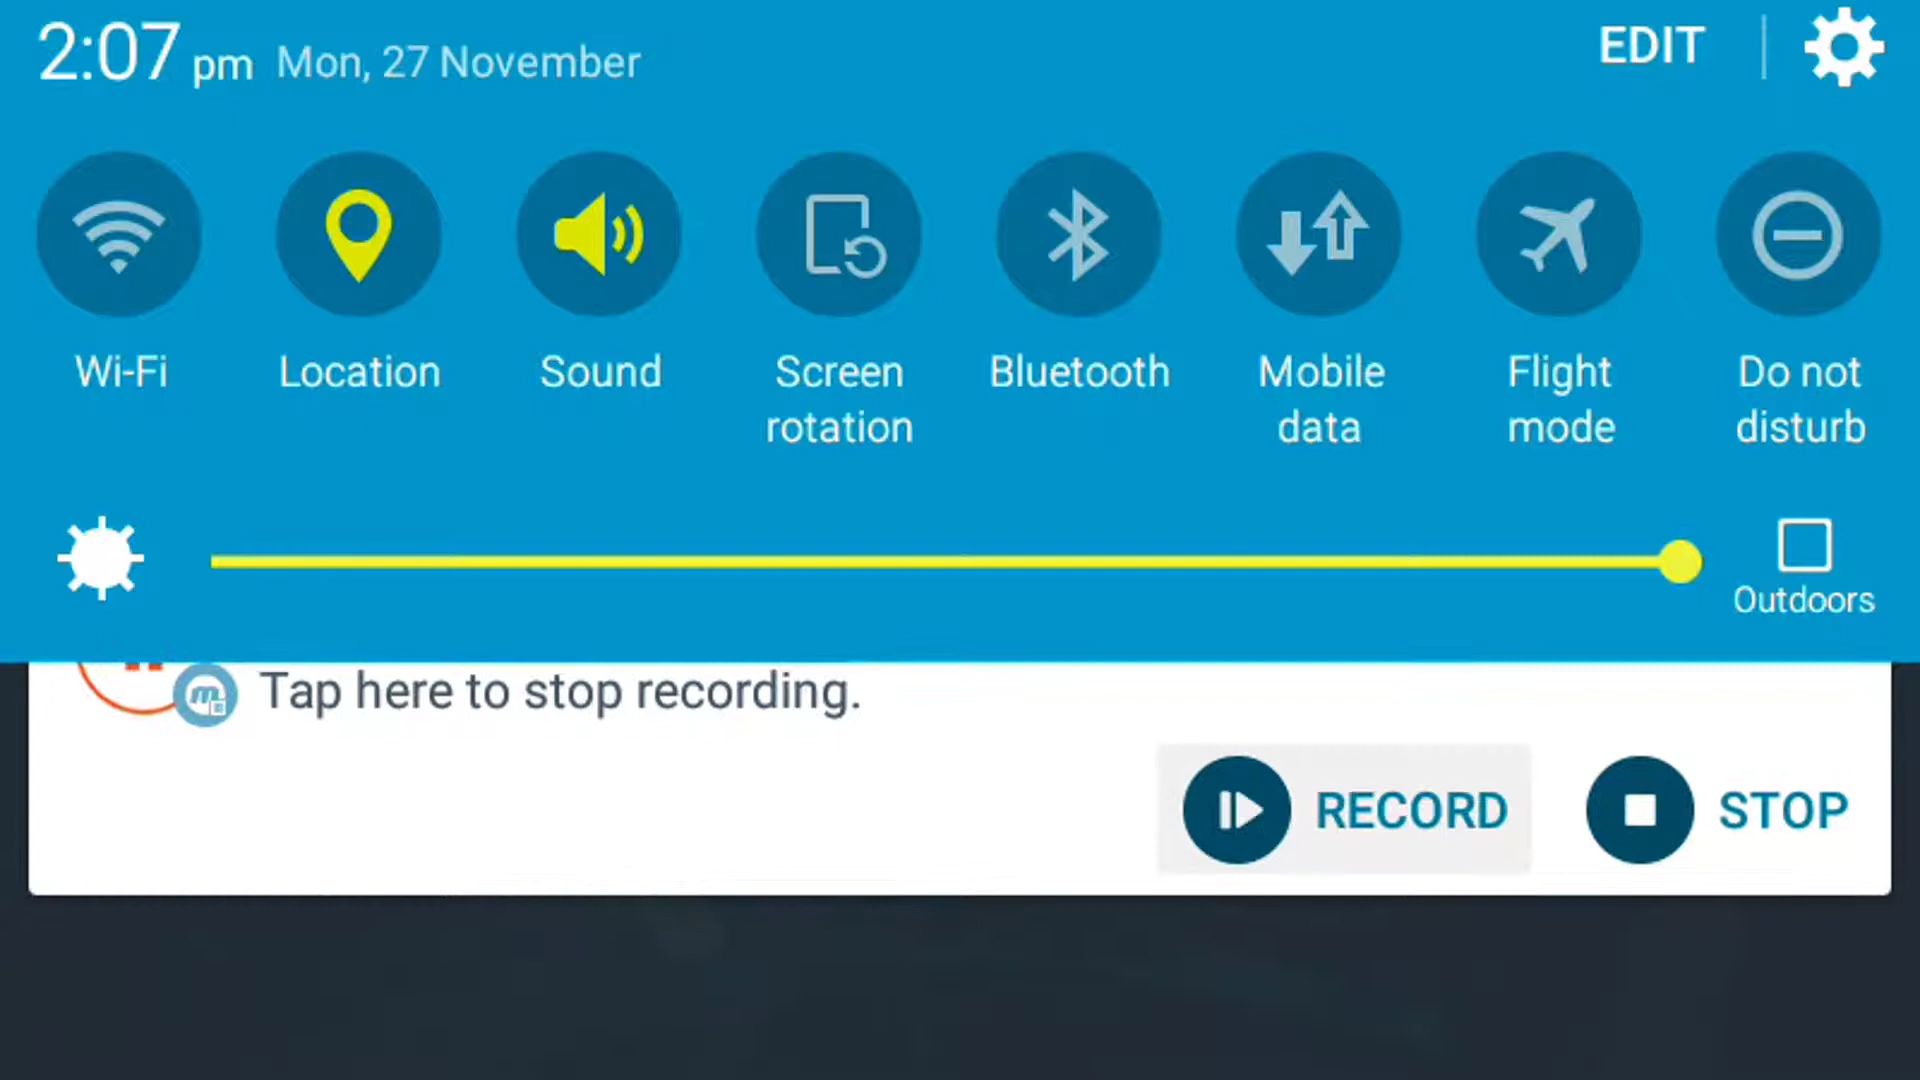 2:07 pm Mon, 27 November EDIT
Wi-Fi Location Sound Screen rotation Bluetooth Mobile data Flight mode Do not disturb
Outdoors
Tap here to stop recording.
RECORD STOP